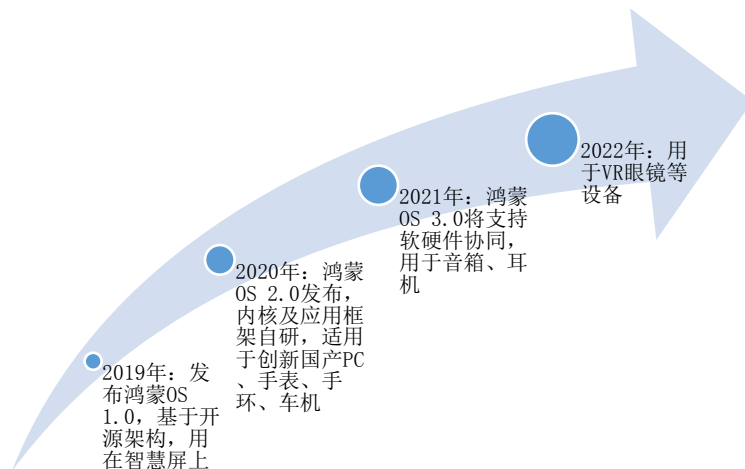 2019年：发
布鸿蒙OS
1.0，基于开
源架构，用
在智慧屏上
2020年：鸿蒙
OS 2.0发布，
内核及应用框
架自研，适用
于创新国产PC
、手表、手
环、车机
2021年：鸿蒙
OS 3.0将支持
软硬件协同，
用于音箱、耳
机
2022年：用
于VR眼镜等
设备